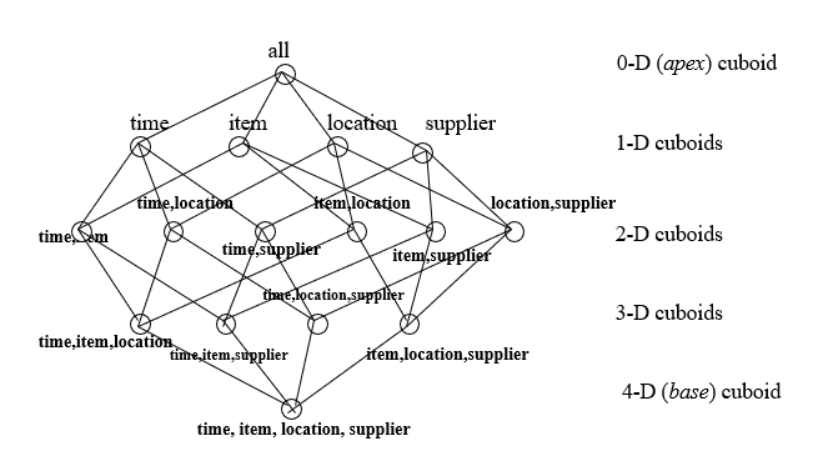 all
0-D (apex) cuboid
time
item
location
supplier
1-D cuboids
time,location
item,location
location,supplier
time,item
time,supplier
item,supplier
2-D cuboids
time,location,supplier
3-D cuboids
time,item,location
time,item,supplier
item,location,supplier
4-D (base) cuboid
time, item, location, supplier